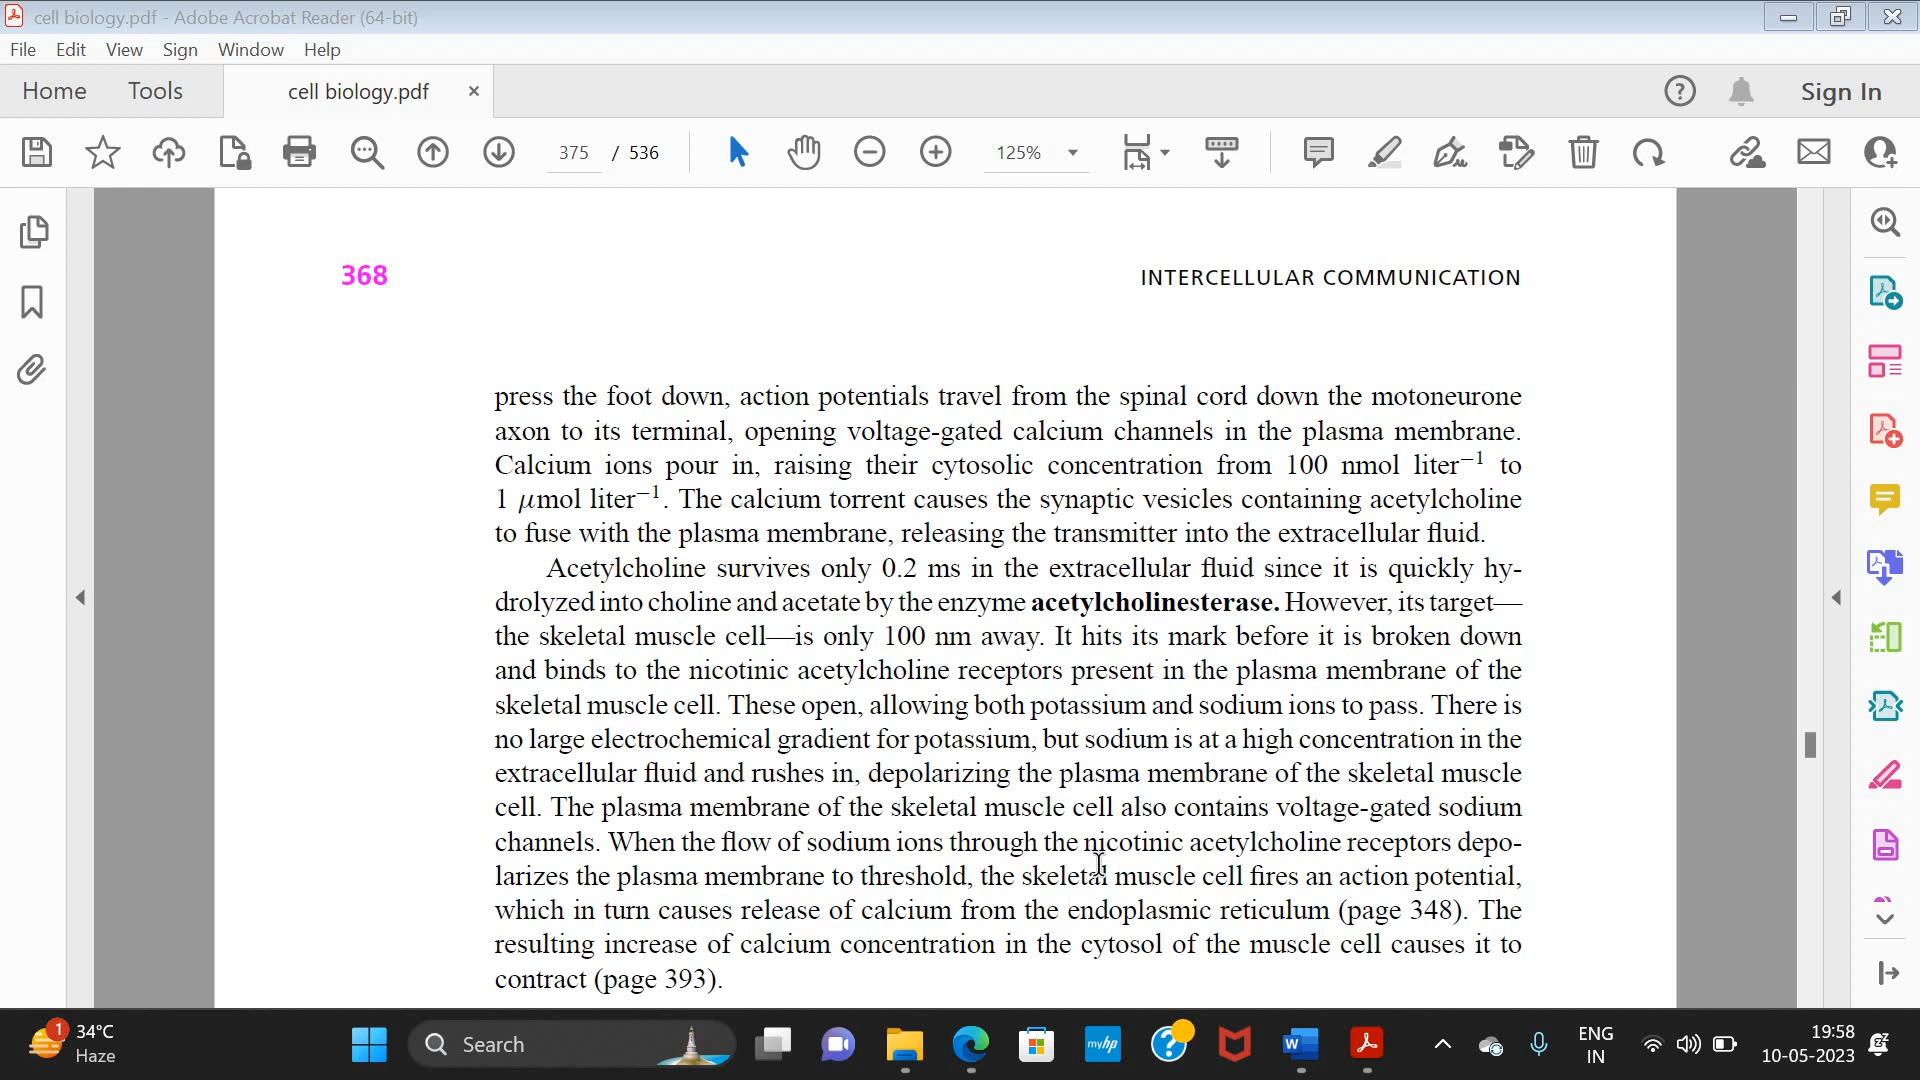 cell biology.pdf - Adobe Acrobat Reader (64-bit)
File Edit View Sign Window Help
Home Tools cell biology.pdf Sign In
375 / 536 125%
368 INTERCELLULAR COMMUNICATION
press the foot down, action potentials travel from the spinal cord down the motoneurone
axon to its terminal, opening voltage-gated calcium channels in the plasma membrane.
Calcium ions pour in, raising their cytosolic concentration from 100 nmol liter⁻¹ to
1 μmol liter⁻¹. The calcium torrent causes the synaptic vesicles containing acetylcholine
to fuse with the plasma membrane, releasing the transmitter into the extracellular fluid.
Acetylcholine survives only 0.2 ms in the extracellular fluid since it is quickly hy-
drolyzed into choline and acetate by the enzyme acetylcholinesterase. However, its target—
the skeletal muscle cell—is only 100 nm away. It hits its mark before it is broken down
and binds to the nicotinic acetylcholine receptors present in the plasma membrane of the
skeletal muscle cell. These open, allowing both potassium and sodium ions to pass. There is
no large electrochemical gradient for potassium, but sodium is at a high concentration in the
extracellular fluid and rushes in, depolarizing the plasma membrane of the skeletal muscle
cell. The plasma membrane of the skeletal muscle cell also contains voltage-gated sodium
channels. When the flow of sodium ions through the nicotinic acetylcholine receptors depo-
larizes the plasma membrane to threshold, the skeletal muscle cell fires an action potential,
which in turn causes release of calcium from the endoplasmic reticulum (page 348). The
resulting increase of calcium concentration in the cytosol of the muscle cell causes it to
contract (page 393).
1 34°C
Haze
Search
myhp
W
ENG
IN
19:58
10-05-2023